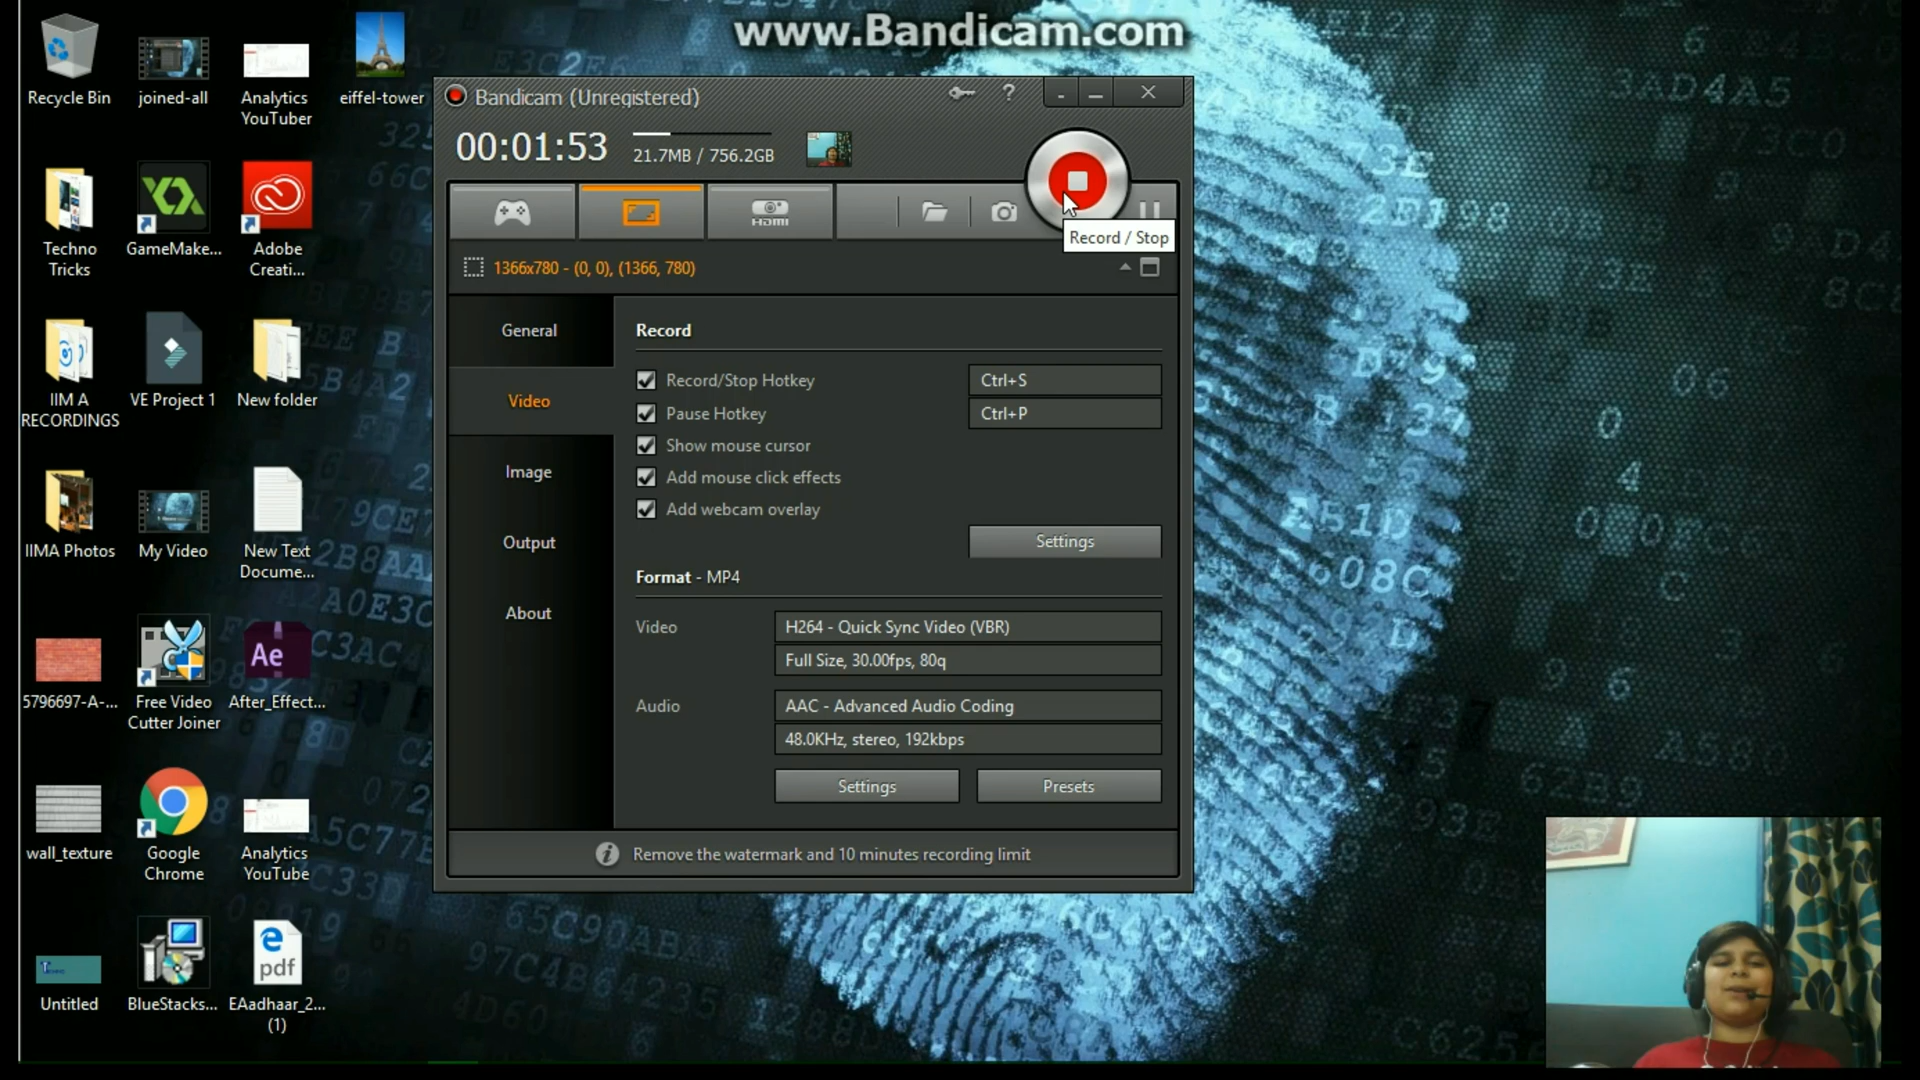 www.Bandicam.com
Recycle Bin
joined-all
Analytics
YouTuber
eiffel-tower
Techno
Tricks
GameMake...
Adobe
Creati...
IIM A
RECORDINGS
VE Project 1
New folder
IIMA Photos
My Video
New Text
Docume...
5796697-A-...
Free Video
Cutter Joiner
Ae
After_Effect...
wall_texture
Google
Chrome
Analytics
YouTube
Untitled
BlueStacks...
pdf
EAadhaar_2...
(1)
Bandicam (Unregistered)
?
00:01:53
21.7MB / 756.2GB
HDMI
Record / Stop
1366x780 - (0, 0), (1366, 780)
General
Video
Image
Output
About
Record
Record/Stop Hotkey
Ctrl+S
Pause Hotkey
Ctrl+P
Show mouse cursor
Add mouse click effects
Add webcam overlay
Settings
Format - MP4
Video
H264 - Quick Sync Video (VBR)
Full Size, 30.00fps, 80q
Audio
AAC - Advanced Audio Coding
48.0KHz, stereo, 192kbps
Settings
Presets
Remove the watermark and 10 minutes recording limit